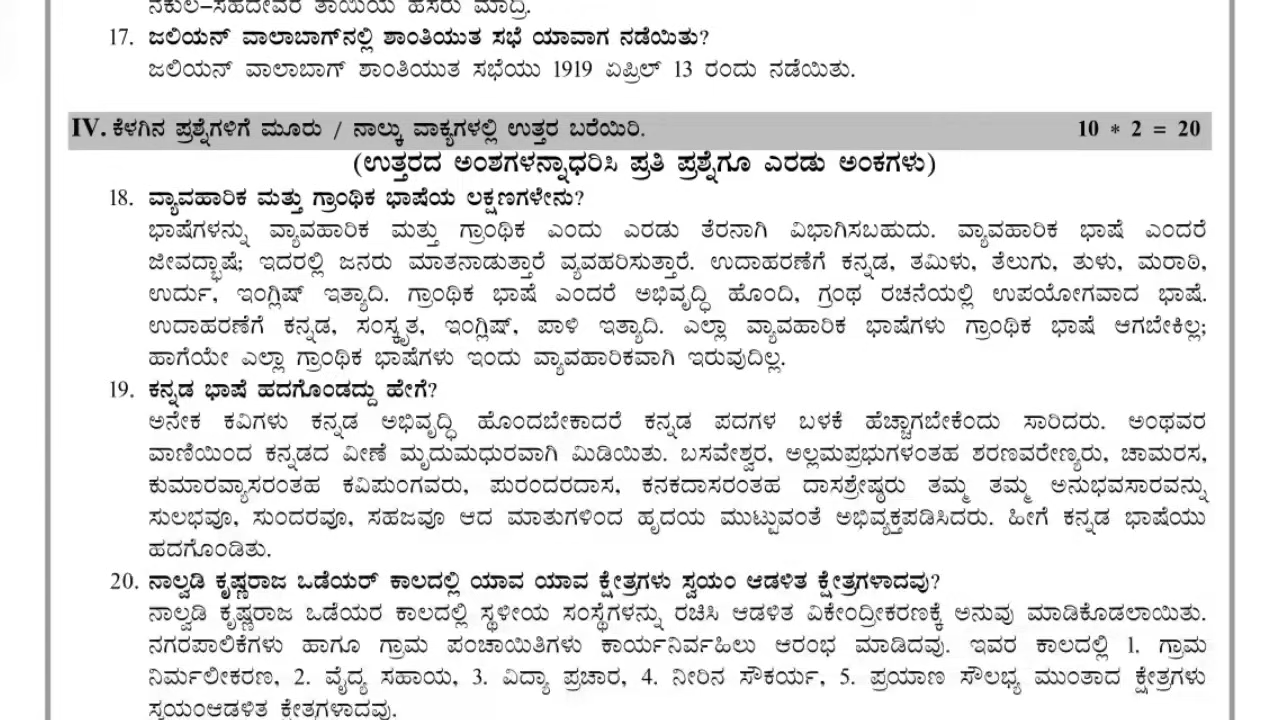 ನಕುಲ–ಸಹದೇವರ ತಾಯಿಯ ಹೆಸರು ಮಾದ್ರಿ.
17. ಜಲಿಯನ್ ವಾಲಾಬಾಗ್‌ನಲ್ಲಿ ಶಾಂತಿಯುತ ಸಭೆ ಯಾವಾಗ ನಡೆಯಿತು?
ಜಲಿಯನ್ ವಾಲಾಬಾಗ್ ಶಾಂತಿಯುತ ಸಭೆಯು 1919 ಏಪ್ರಿಲ್ 13 ರಂದು ನಡೆಯಿತು.
IV. ಕೆಳಗಿನ ಪ್ರಶ್ನೆಗಳಿಗೆ ಮೂರು / ನಾಲ್ಕು ವಾಕ್ಯಗಳಲ್ಲಿ ಉತ್ತರ ಬರೆಯಿರಿ. 10 * 2 = 20
(ಉತ್ತರದ ಅಂಶಗಳನ್ನಾಧರಿಸಿ ಪ್ರತಿ ಪ್ರಶ್ನೆಗೂ ಎರಡು ಅಂಕಗಳು)
18. ವ್ಯಾವಹಾರಿಕ ಮತ್ತು ಗ್ರಾಂಥಿಕ ಭಾಷೆಯ ಲಕ್ಷಣಗಳೇನು?
ಭಾಷೆಗಳನ್ನು ವ್ಯಾವಹಾರಿಕ ಮತ್ತು ಗ್ರಾಂಥಿಕ ಎಂದು ಎರಡು ತೆರನಾಗಿ ವಿಭಾಗಿಸಬಹುದು. ವ್ಯಾವಹಾರಿಕ ಭಾಷೆ ಎಂದರೆ
ಜೀವದ್ಭಾಷೆ; ಇದರಲ್ಲಿ ಜನರು ಮಾತನಾಡುತ್ತಾರೆ ವ್ಯವಹರಿಸುತ್ತಾರೆ. ಉದಾಹರಣೆಗೆ ಕನ್ನಡ, ತಮಿಳು, ತೆಲುಗು, ತುಳು, ಮರಾಠಿ,
ಉರ್ದು, ಇಂಗ್ಲಿಷ್ ಇತ್ಯಾದಿ. ಗ್ರಾಂಥಿಕ ಭಾಷೆ ಎಂದರೆ ಅಭಿವೃದ್ಧಿ ಹೊಂದಿ, ಗ್ರಂಥ ರಚನೆಯಲ್ಲಿ ಉಪಯೋಗವಾದ ಭಾಷೆ.
ಉದಾಹರಣೆಗೆ ಕನ್ನಡ, ಸಂಸ್ಕೃತ, ಇಂಗ್ಲಿಷ್, ಪಾಳಿ ಇತ್ಯಾದಿ. ಎಲ್ಲಾ ವ್ಯಾವಹಾರಿಕ ಭಾಷೆಗಳು ಗ್ರಾಂಥಿಕ ಭಾಷೆ ಆಗಬೇಕಿಲ್ಲ;
ಹಾಗೆಯೇ ಎಲ್ಲಾ ಗ್ರಾಂಥಿಕ ಭಾಷೆಗಳು ಇಂದು ವ್ಯಾವಹಾರಿಕವಾಗಿ ಇರುವುದಿಲ್ಲ.
19. ಕನ್ನಡ ಭಾಷೆ ಹದಗೊಂಡದ್ದು ಹೇಗೆ?
ಅನೇಕ ಕವಿಗಳು ಕನ್ನಡ ಅಭಿವೃದ್ಧಿ ಹೊಂದಬೇಕಾದರೆ ಕನ್ನಡ ಪದಗಳ ಬಳಕೆ ಹೆಚ್ಚಾಗಬೇಕೆಂದು ಸಾರಿದರು. ಅಂಥವರ
ವಾಣಿಯಿಂದ ಕನ್ನಡದ ವೀಣೆ ಮೃದುಮಧುರವಾಗಿ ಮಿಡಿಯಿತು. ಬಸವೇಶ್ವರ, ಅಲ್ಲಮಪ್ರಭುಗಳಂತಹ ಶರಣವರೇಣ್ಯರು, ಚಾಮರಸ,
ಕುಮಾರವ್ಯಾಸರಂತಹ ಕವಿಪುಂಗವರು, ಪುರಂದರದಾಸ, ಕನಕದಾಸರಂತಹ ದಾಸಶ್ರೇಷ್ಠರು ತಮ್ಮ ತಮ್ಮ ಅನುಭವಸಾರವನ್ನು
ಸುಲಭವೂ, ಸುಂದರವೂ, ಸಹಜವೂ ಆದ ಮಾತುಗಳಿಂದ ಹೃದಯ ಮುಟ್ಟುವಂತೆ ಅಭಿವ್ಯಕ್ತಪಡಿಸಿದರು. ಹೀಗೆ ಕನ್ನಡ ಭಾಷೆಯು
ಹದಗೊಂಡಿತು.
20. ನಾಲ್ವಡಿ ಕೃಷ್ಣರಾಜ ಒಡೆಯರ್ ಕಾಲದಲ್ಲಿ ಯಾವ ಯಾವ ಕ್ಷೇತ್ರಗಳು ಸ್ವಯಂ ಆಡಳಿತ ಕ್ಷೇತ್ರಗಳಾದವು?
ನಾಲ್ವಡಿ ಕೃಷ್ಣರಾಜ ಒಡೆಯರ ಕಾಲದಲ್ಲಿ ಸ್ಥಳೀಯ ಸಂಸ್ಥೆಗಳನ್ನು ರಚಿಸಿ ಆಡಳಿತ ವಿಕೇಂದ್ರೀಕರಣಕ್ಕೆ ಅನುವು ಮಾಡಿಕೊಡಲಾಯಿತು.
ನಗರಪಾಲಿಕೆಗಳು ಹಾಗೂ ಗ್ರಾಮ ಪಂಚಾಯಿತಿಗಳು ಕಾರ್ಯನಿರ್ವಹಿಲು ಆರಂಭ ಮಾಡಿದವು. ಇವರ ಕಾಲದಲ್ಲಿ 1. ಗ್ರಾಮ
ನಿರ್ಮಲೀಕರಣ, 2. ವೈದ್ಯ ಸಹಾಯ, 3. ವಿದ್ಯಾ ಪ್ರಚಾರ, 4. ನೀರಿನ ಸೌಕರ್ಯ, 5. ಪ್ರಯಾಣ ಸೌಲಭ್ಯ ಮುಂತಾದ ಕ್ಷೇತ್ರಗಳು
ಸ್ವಯಂಆಡಳಿತ ಕ್ಷೇತ್ರಗಳಾದವು.